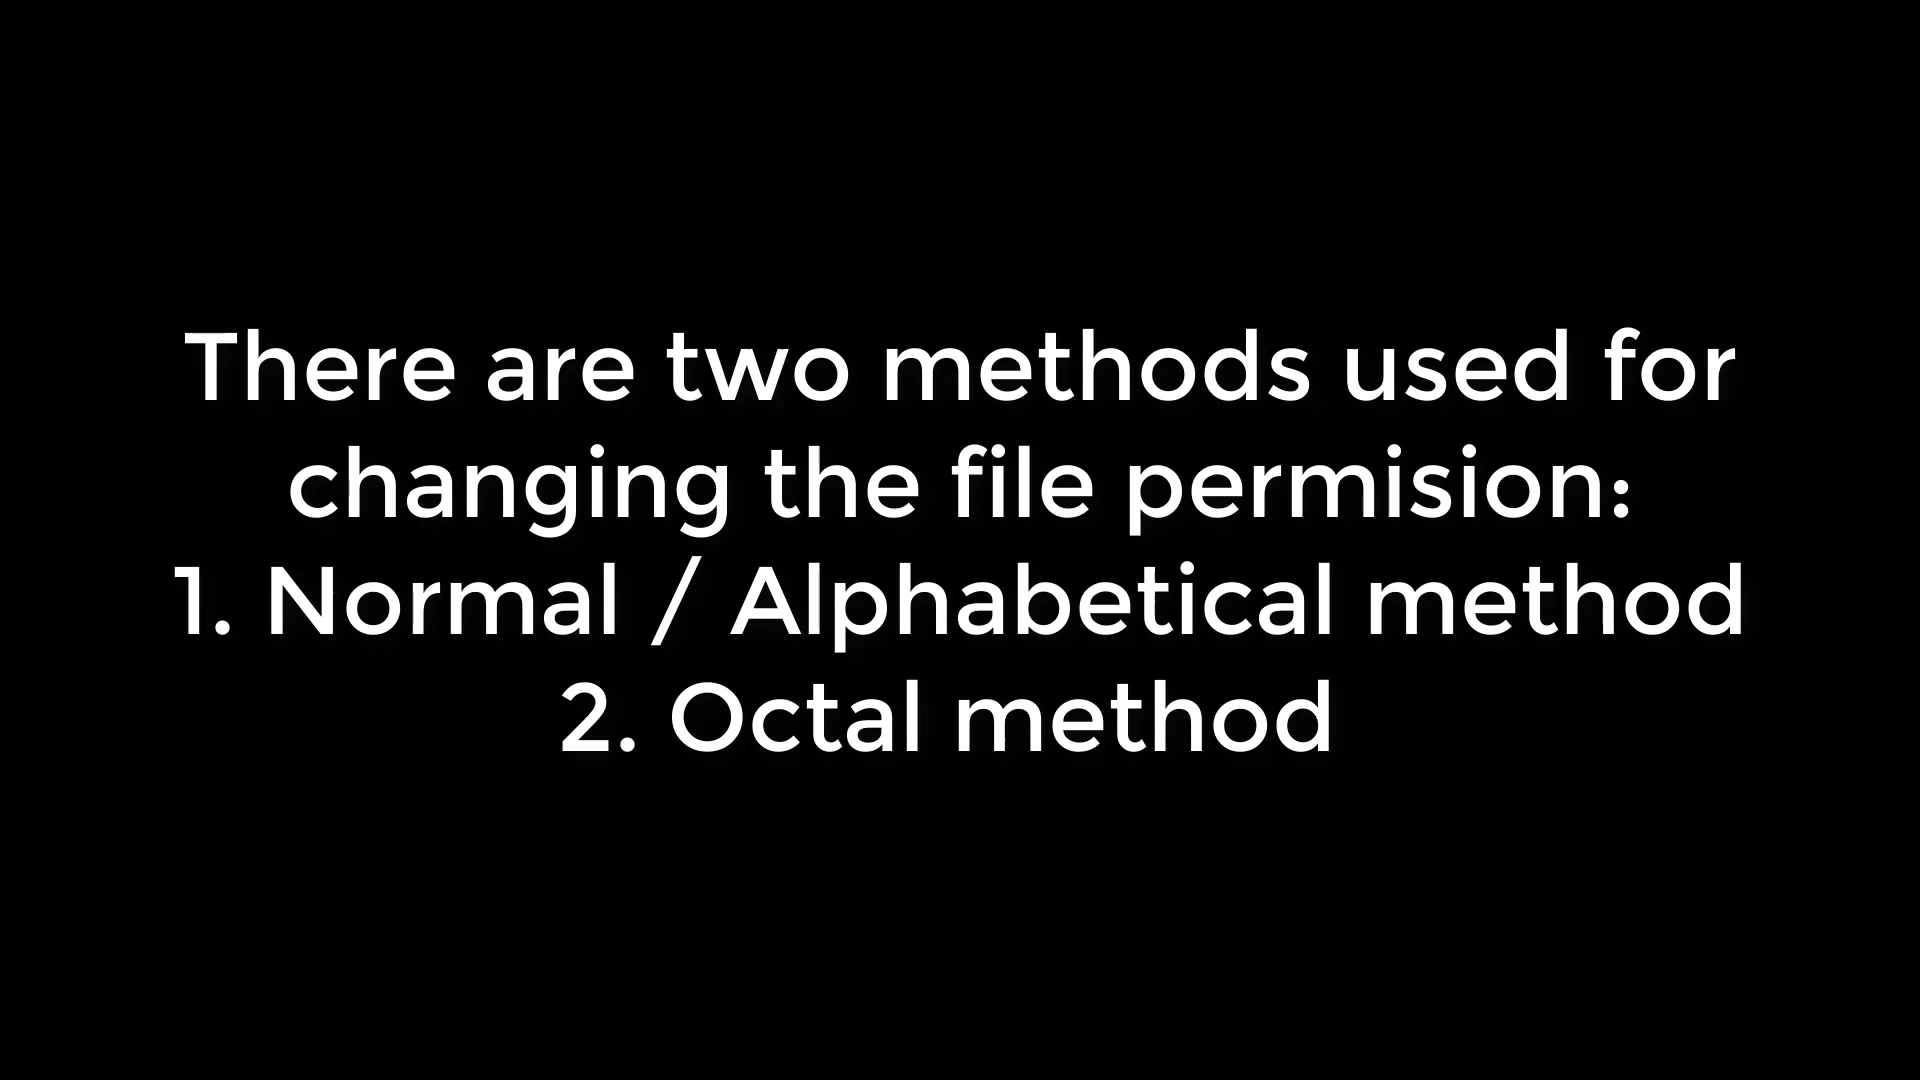 There are two methods used for
changing the file permision:
1. Normal / Alphabetical method
2. Octal method